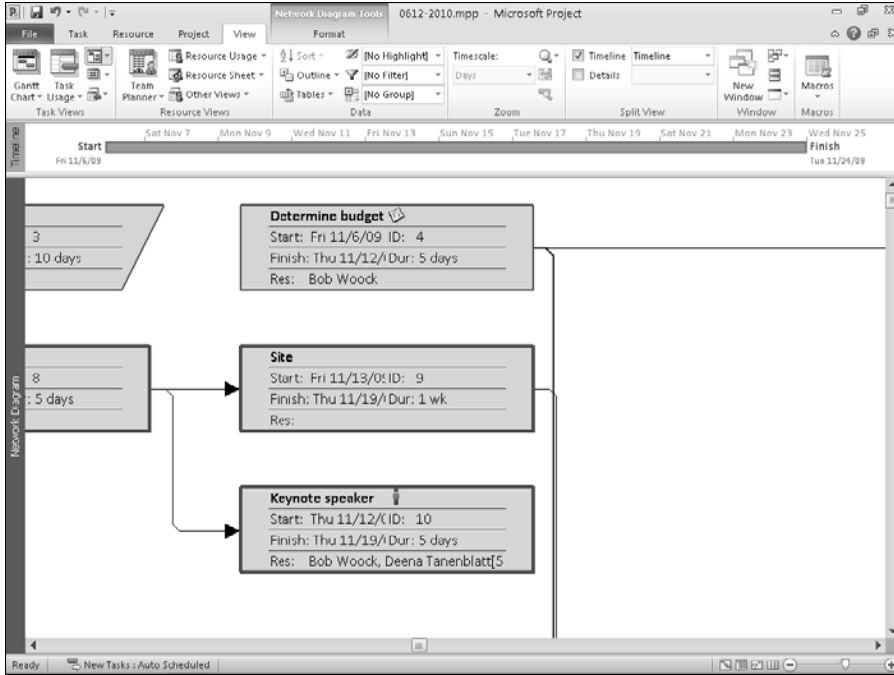 Network Diagram Tools 0612-2010.mpp - Microsoft Project
File Task Resource Project View Format
Gantt Chart Task Usage Team Planner Resource Usage Resource Sheet Other Views Sort Outline Tables [No Highlight] [No Filter] [No Group] Timescale: Days Timeline Timeline Details New Window Macros
Task Views Resource Views Data Zoom Split View Window Macros
Timeline
Sat Nov 7 Mon Nov 9 Wed Nov 11 Fri Nov 13 Sun Nov 15 Tue Nov 17 Thu Nov 19 Sat Nov 21 Mon Nov 23 Wed Nov 25
Start Finish
Fri 11/6/09 Tue 11/24/09
Network Diagram
3
: 10 days
Determine budget
Start: Fri 11/6/09 ID: 4
Finish: Thu 11/12/ Dur: 5 days
Res: Bob Woock
8
: 5 days
Site
Start: Fri 11/13/09 ID: 9
Finish: Thu 11/19/ Dur: 1 wk
Res:
Keynote speaker
Start: Thu 11/12/ ID: 10
Finish: Thu 11/19/ Dur: 5 days
Res: Bob Woock, Deena Tanenblatt[5
Ready New Tasks : Auto Scheduled